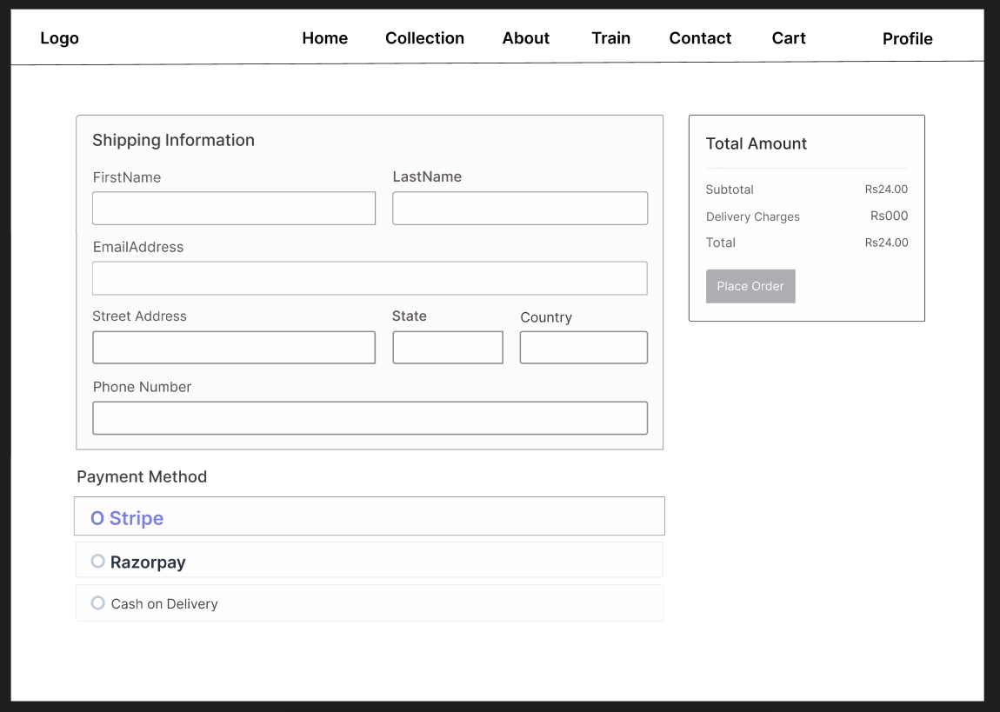 Logo Home Collection About Train Contact Cart Profile
Shipping Information
FirstName LastName
EmailAddress
Street Address State Country
Phone Number
Total Amount
Subtotal Rs24.00
Delivery Charges Rs000
Total Rs24.00
Place Order
Payment Method
O Stripe
Razorpay
Cash on Delivery